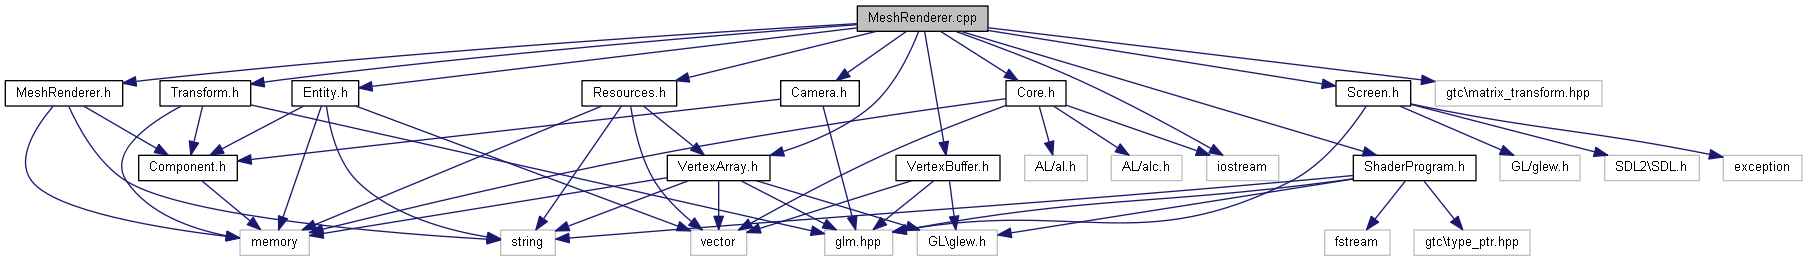 MeshRenderer.cpp
MeshRenderer.h
Transform.h
Entity.h
Resources.h
Camera.h
Core.h
Screen.h
gtc\matrix_transform.hpp
Component.h
VertexArray.h
VertexBuffer.h
AL/al.h
AL/alc.h
iostream
ShaderProgram.h
GL/glew.h
SDL2\SDL.h
exception
memory
string
vector
glm.hpp
GL\glew.h
fstream
gtc\type_ptr.hpp